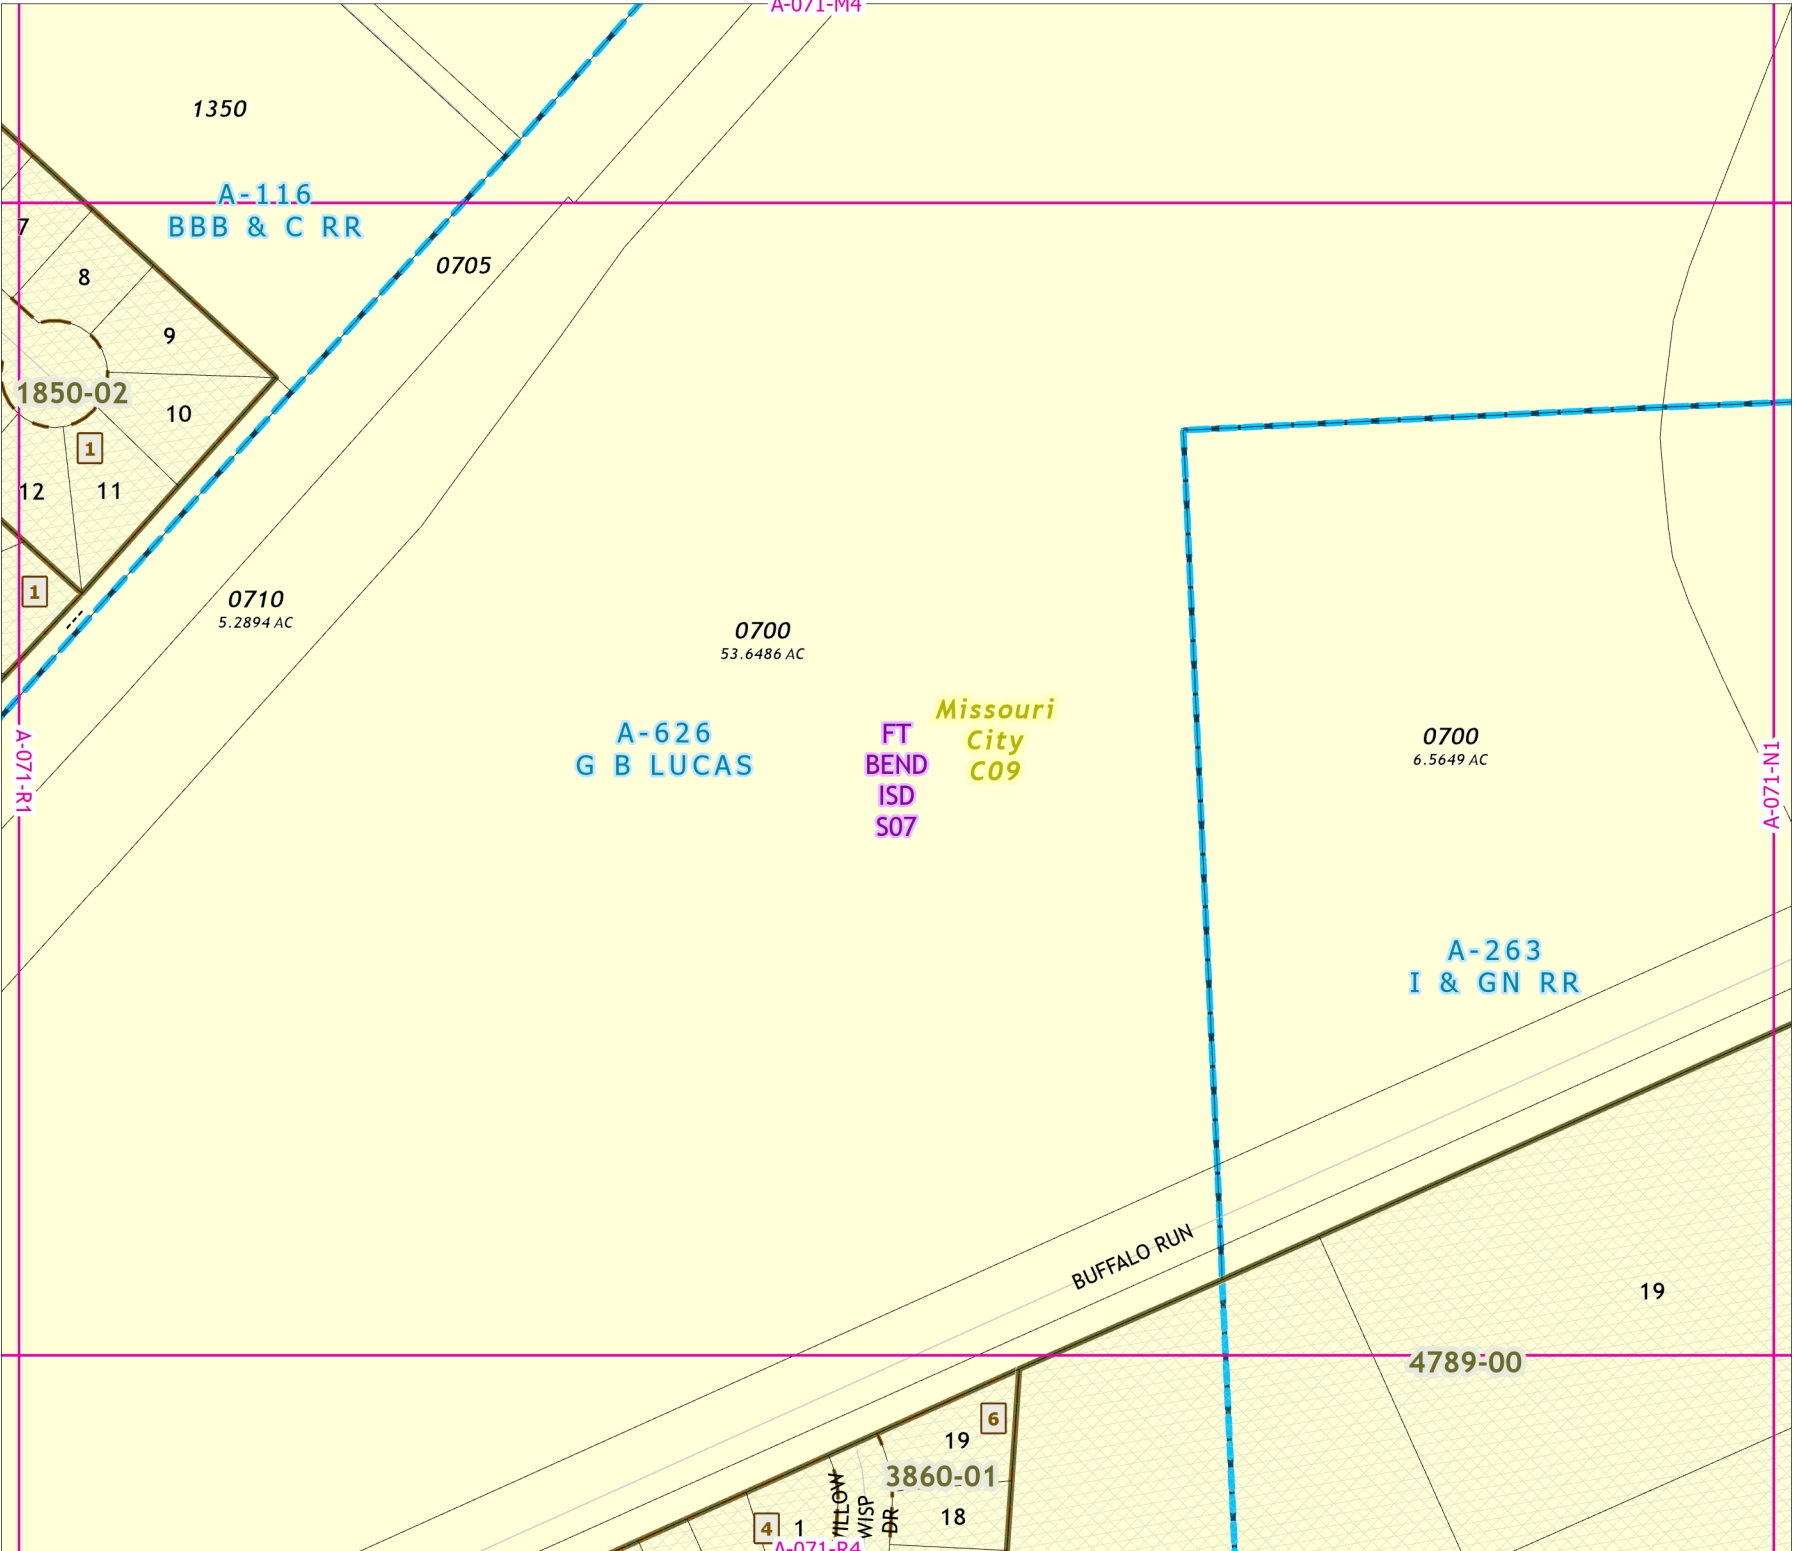 A-071-M4
1350
A-116
BBB & C RR
7
8
0705
9
1850-02
10
1
12
11
1
0710
5.2894 AC
0700
53.6486 AC
A-626
G B LUCAS
FT
BEND
ISD
S07
Missouri
City
C09
0700
6.5649 AC
A-071-R1
A-071-N1
A-263
I & GN RR
BUFFALO RUN
19
4789-00
6
19
3860-01
18
WISP
DR
4
1
A-071-R4